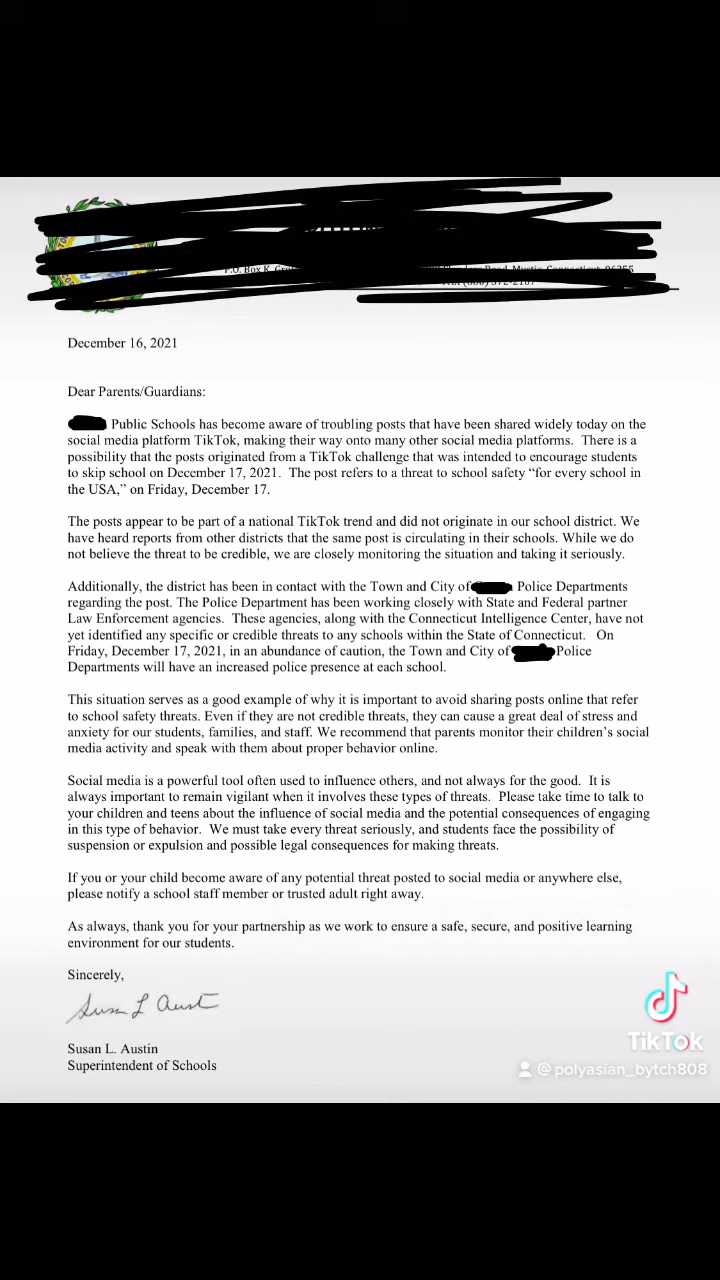 P.O. Box K, Mystic, Connecticut 06355
December 16, 2021
Dear Parents/Guardians:
Public Schools has become aware of troubling posts that have been shared widely today on the
social media platform TikTok, making their way onto many other social media platforms. There is a
possibility that the posts originated from a TikTok challenge that was intended to encourage students
to skip school on December 17, 2021. The post refers to a threat to school safety “for every school in
the USA,” on Friday, December 17.
The posts appear to be part of a national TikTok trend and did not originate in our school district. We
have heard reports from other districts that the same post is circulating in their schools. While we do
not believe the threat to be credible, we are closely monitoring the situation and taking it seriously.
Additionally, the district has been in contact with the Town and City of Police Departments
regarding the post. The Police Department has been working closely with State and Federal partner
Law Enforcement agencies. These agencies, along with the Connecticut Intelligence Center, have not
yet identified any specific or credible threats to any schools within the State of Connecticut. On
Friday, December 17, 2021, in an abundance of caution, the Town and City of Police
Departments will have an increased police presence at each school.
This situation serves as a good example of why it is important to avoid sharing posts online that refer
to school safety threats. Even if they are not credible threats, they can cause a great deal of stress and
anxiety for our students, families, and staff. We recommend that parents monitor their children’s social
media activity and speak with them about proper behavior online.
Social media is a powerful tool often used to influence others, and not always for the good. It is
always important to remain vigilant when it involves these types of threats. Please take time to talk to
your children and teens about the influence of social media and the potential consequences of engaging
in this type of behavior. We must take every threat seriously, and students face the possibility of
suspension or expulsion and possible legal consequences for making threats.
If you or your child become aware of any potential threat posted to social media or anywhere else,
please notify a school staff member or trusted adult right away.
As always, thank you for your partnership as we work to ensure a safe, secure, and positive learning
environment for our students.
Sincerely,
Susan L Aust
Susan L. Austin
Superintendent of Schools
TikTok
@polyasian_bytch808